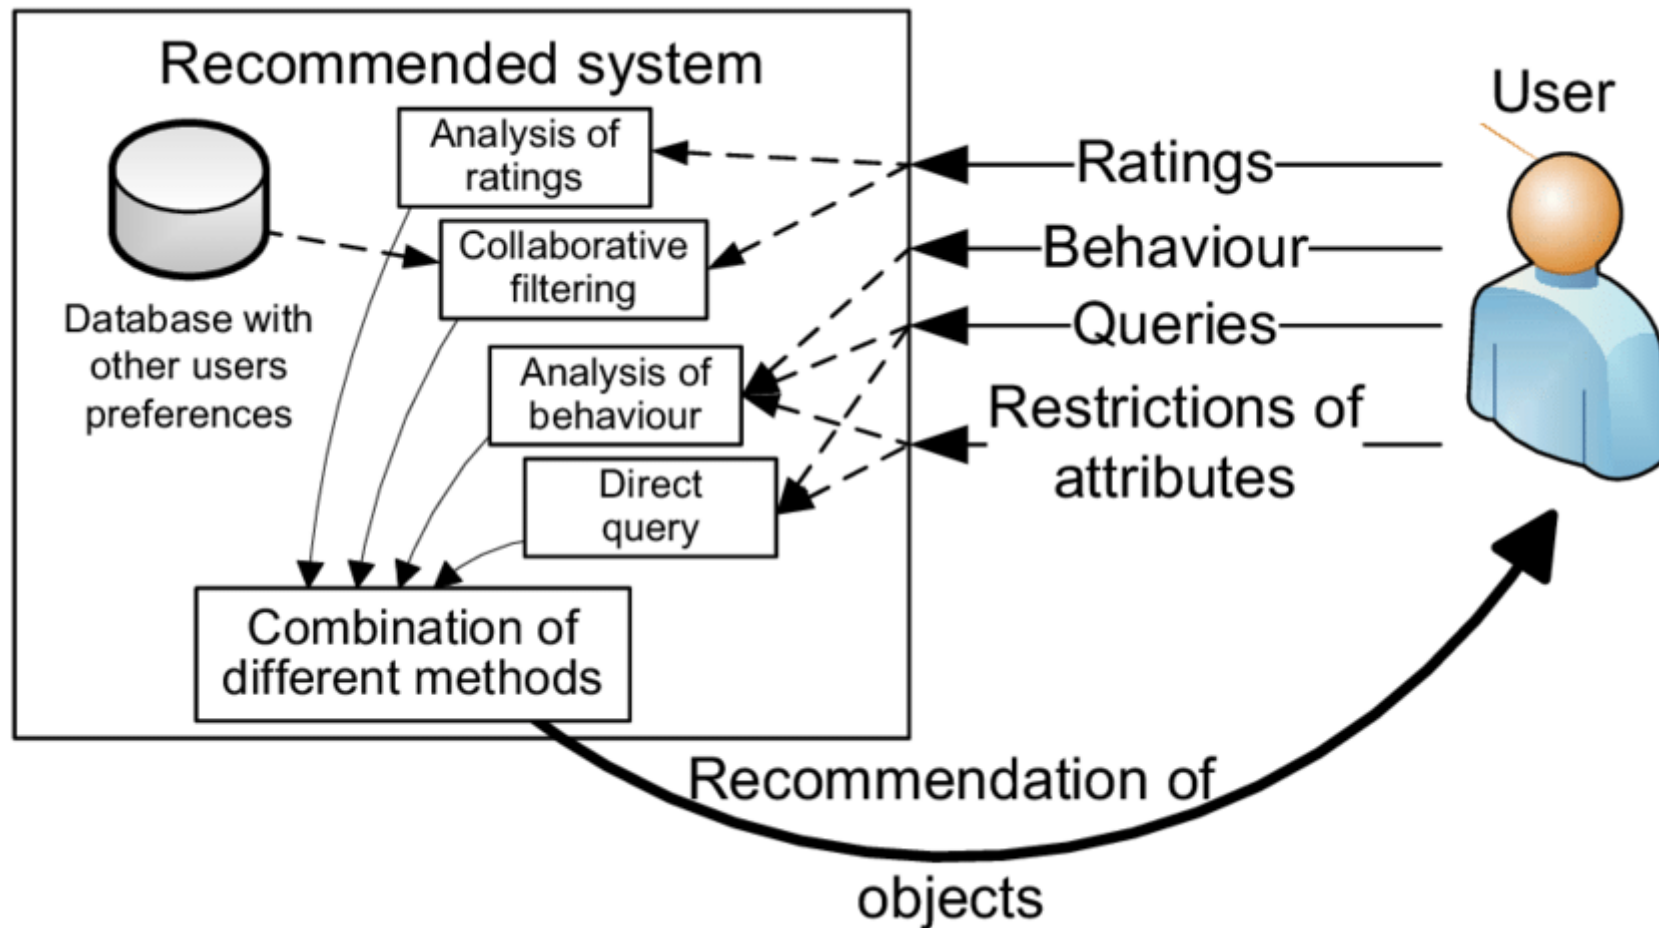 Recommended system
Analysis of
ratings
Collaborative
filtering
Database with
other users
preferences
Analysis of
behaviour
Direct
query
Combination of
different methods
User
Ratings
Behaviour
Queries
Restrictions of
attributes
Recommendation of
objects